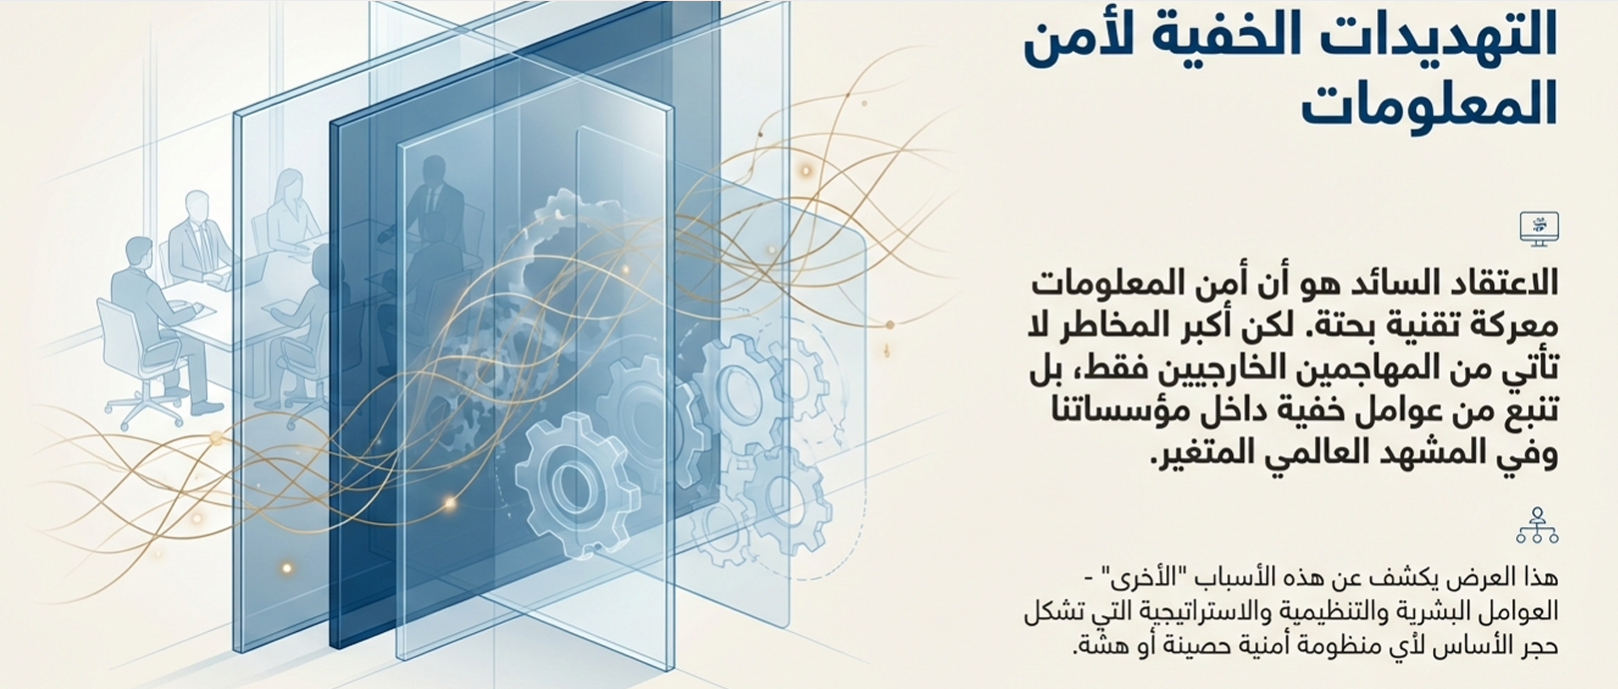 التهديدات الخفية لأمن
المعلومات
الاعتقاد السائد هو أن أمن المعلومات
معركة تقنية بحتة. لكن أكبر المخاطر لا
تأتي من المهاجمين الخارجيين فقط، بل
تنبع من عوامل خفية داخل مؤسساتنا
وفي المشهد العالمي المتغير.
هذا العرض يكشف عن هذه الأسباب "الأخرى" -
العوامل البشرية والتنظيمية والاستراتيجية التي تشكل
حجر الأساس لأي منظومة أمنية حصينة أو هشة.